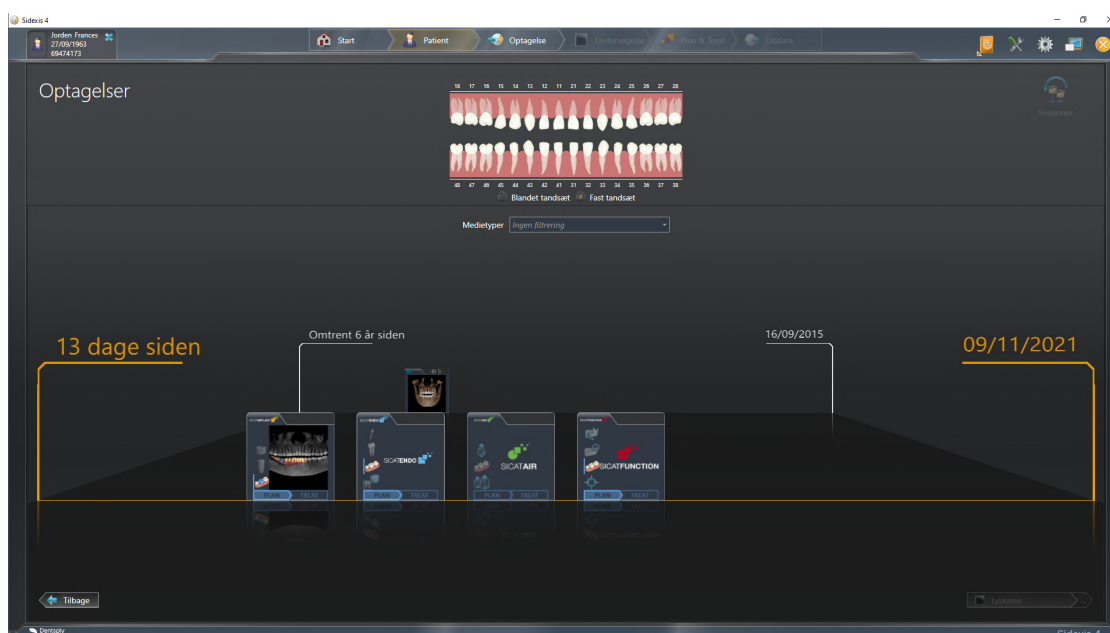 Sidexis 4
Jorden Frances
27/09/1963
69474173
Start
Patient
Optagelse
Undersøgelse
Plan & Treat
Uddata
Optagelser
Sessioner
18 17 16 15 14 13 12 11 21 22 23 24 25 26 27 28
48 47 46 45 44 43 42 41 31 32 33 34 35 36 37 38
Blandet tandsæt
Fast tandsæt
Medietyper
Ingen filtrering
13 dage siden
Omtrent 6 år siden
16/09/2015
09/11/2021
SICATENDO
SICATAIR
SICATFUNCTION
PLAN TREAT
PLAN TREAT
PLAN TREAT
PLAN TREAT
Tilbage
Lyskasse
Dentsply
Sidexis 4